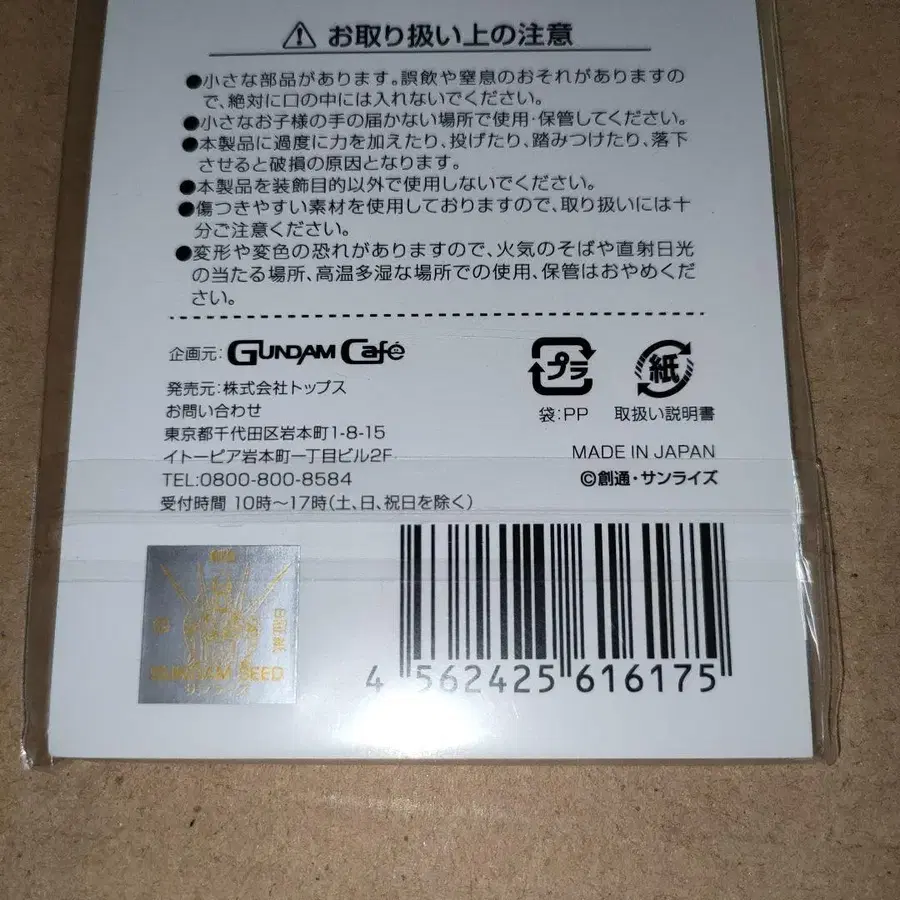 お取り扱い上の注意
●小さな部品があります。誤飲や窒息のおそれがありますの
で、絶対に口の中には入れないでください。
●小さなお子様の手の届かない場所で使用・保管してください。
●本製品に過度に力を加えたり、投げたり、踏みつけたり、落下
させると破損の原因となります。
●本製品を装飾目的以外で使用しないでください。
●傷つきやすい素材を使用しておりますので、取り扱いには十
分ご注意ください。
●変形や変色の恐れがありますので、火気のそばや直射日光
の当たる場所、高温多湿な場所での使用、保管はおやめくだ
さい。
企画元: GUNDAM Café
発売元: 株式会社トップス
お問い合わせ
東京都千代田区岩本町1-8-15
イトーピア岩本町一丁目ビル2F
TEL:0800-800-8584
受付時間 10時～17時(土、日、祝日を除く)
プラ
紙
袋:PP 取扱い説明書
MADE IN JAPAN
©創通・サンライズ
GUNDAM SEED
サンライズ
4 562425 616175